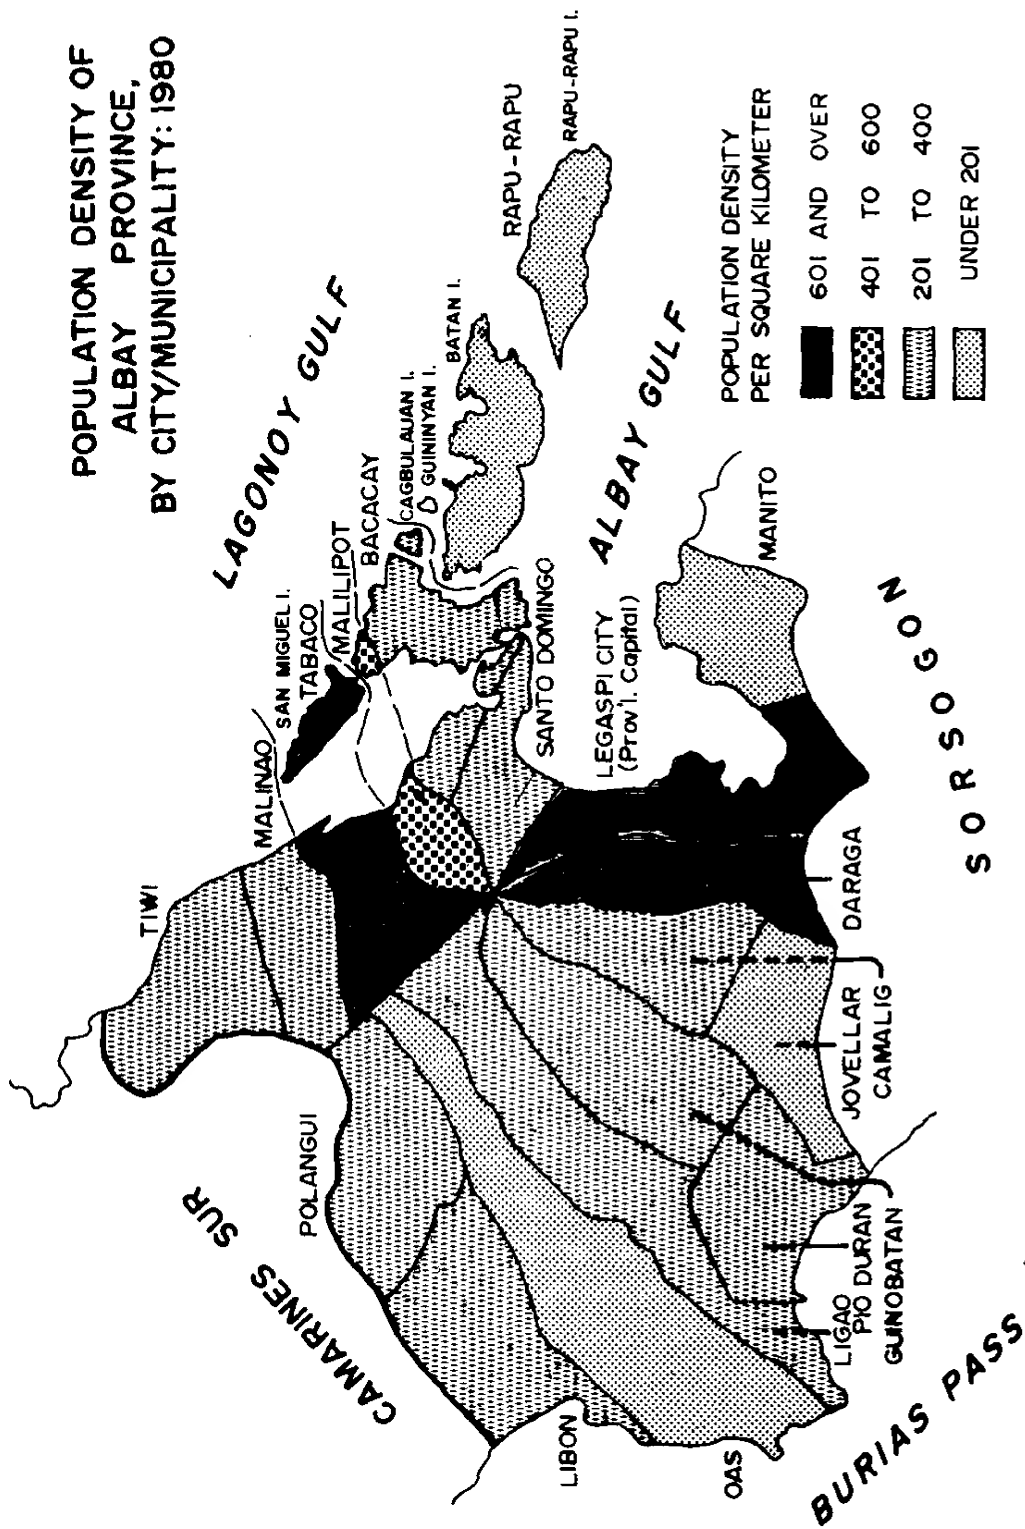 POPULATION DENSITY OF
ALBAY PROVINCE,
BY CITY/MUNICIPALITY: 1980
LAGONOY GULF
TIWI
MALINAO
SAN MIGUEL I.
TABACO
MALILIPOT
BACACAY
CAGBULAUAN I.
GUININYAN I.
BATAN I.
RAPU-RAPU
RAPU-RAPU I.
CAMARINES SUR
POLANGUI
SANTO DOMINGO
ALBAY GULF
LEGASPI CITY
(Prov'l. Capital)
LIBON
OAS
MANITO
DARAGA
JOVELLAR
CAMALIG
LIGAO
PIO DURAN
GUINOBATAN
BURIAS PASS
SORSOGON
POPULATION DENSITY
PER SQUARE KILOMETER
601 AND OVER
401 TO 600
201 TO 400
UNDER 201